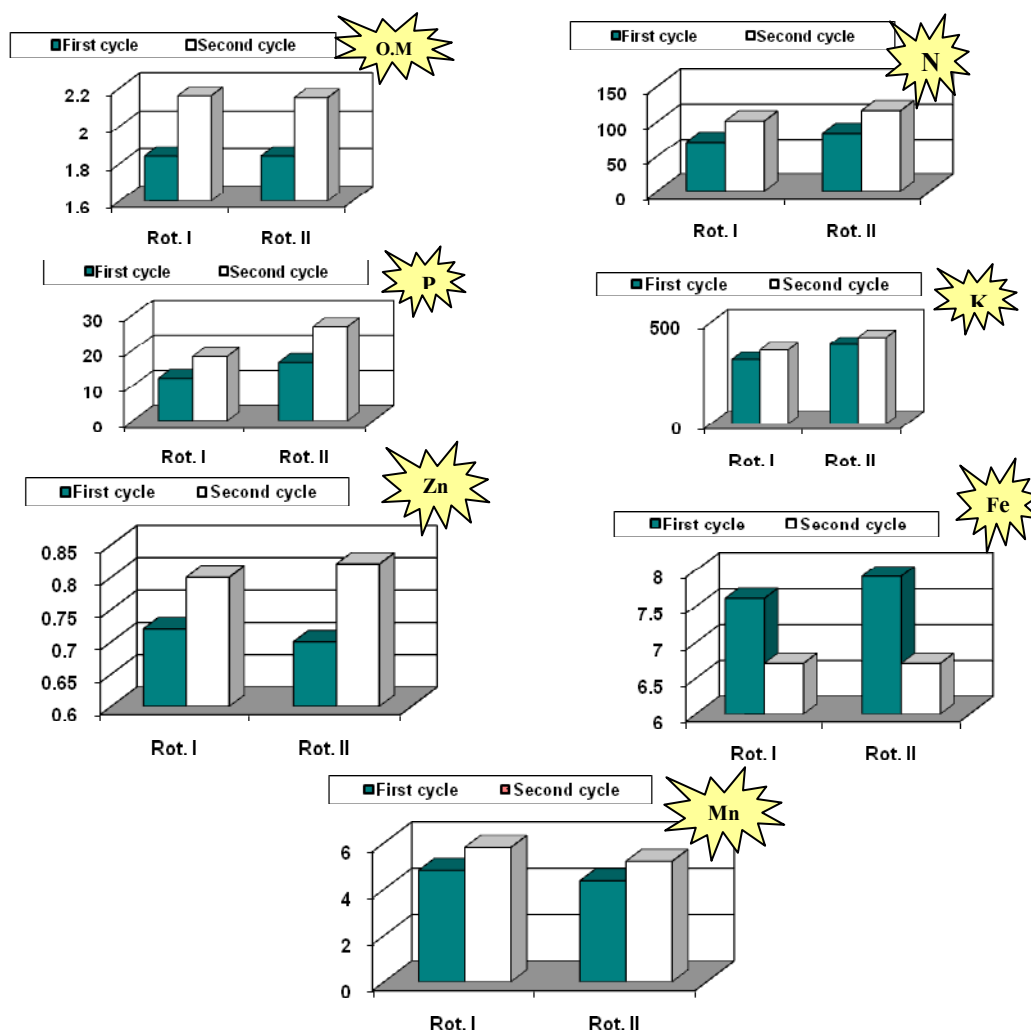 First cycle Second cycle
O.M
2.2
2
1.8
1.6
Rot. I Rot. II
First cycle Second cycle
N
150
100
50
0
Rot. I Rot. II
First cycle Second cycle
P
30
20
10
0
Rot. I Rot. II
First cycle Second cycle
K
500
0
Rot. I Rot. II
First cycle Second cycle
Zn
0.85
0.8
0.75
0.7
0.65
0.6
Rot. I Rot. II
First cycle Second cycle
Fe
8
7.5
7
6.5
6
Rot. I Rot. II
First cycle Second cycle
Mn
6
4
2
0
Rot. I Rot. II